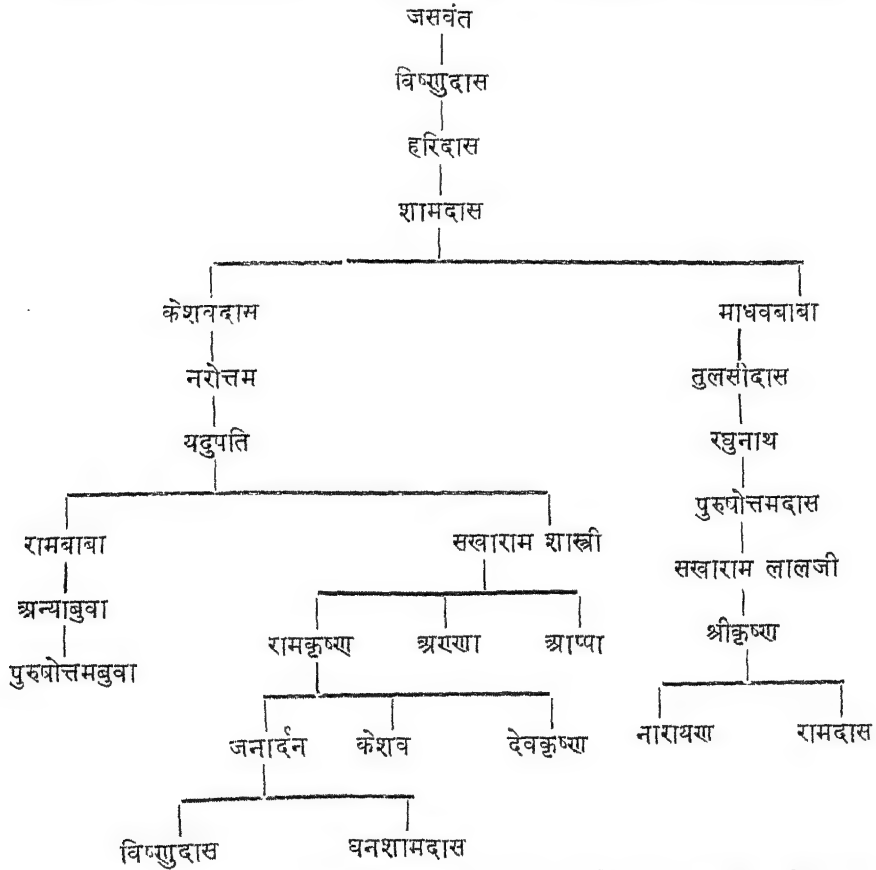 जसवंत
विष्णुदास
हरिदास
शामदास
केशवदास माधवबाबा
नरोत्तम तुलसीदास
यदुपति रघुनाथ
पुरुषोत्तमदास
रामबाबा सखाराम शास्त्री
सखाराम लालजी
अन्याबुवा
रामकृष्ण अण्णा आप्पा श्रीकृष्ण
पुरुषोत्तमबुवा
जनार्दन केशव देवकृष्ण नारायण रामदास
विष्णुदास घनशामदास